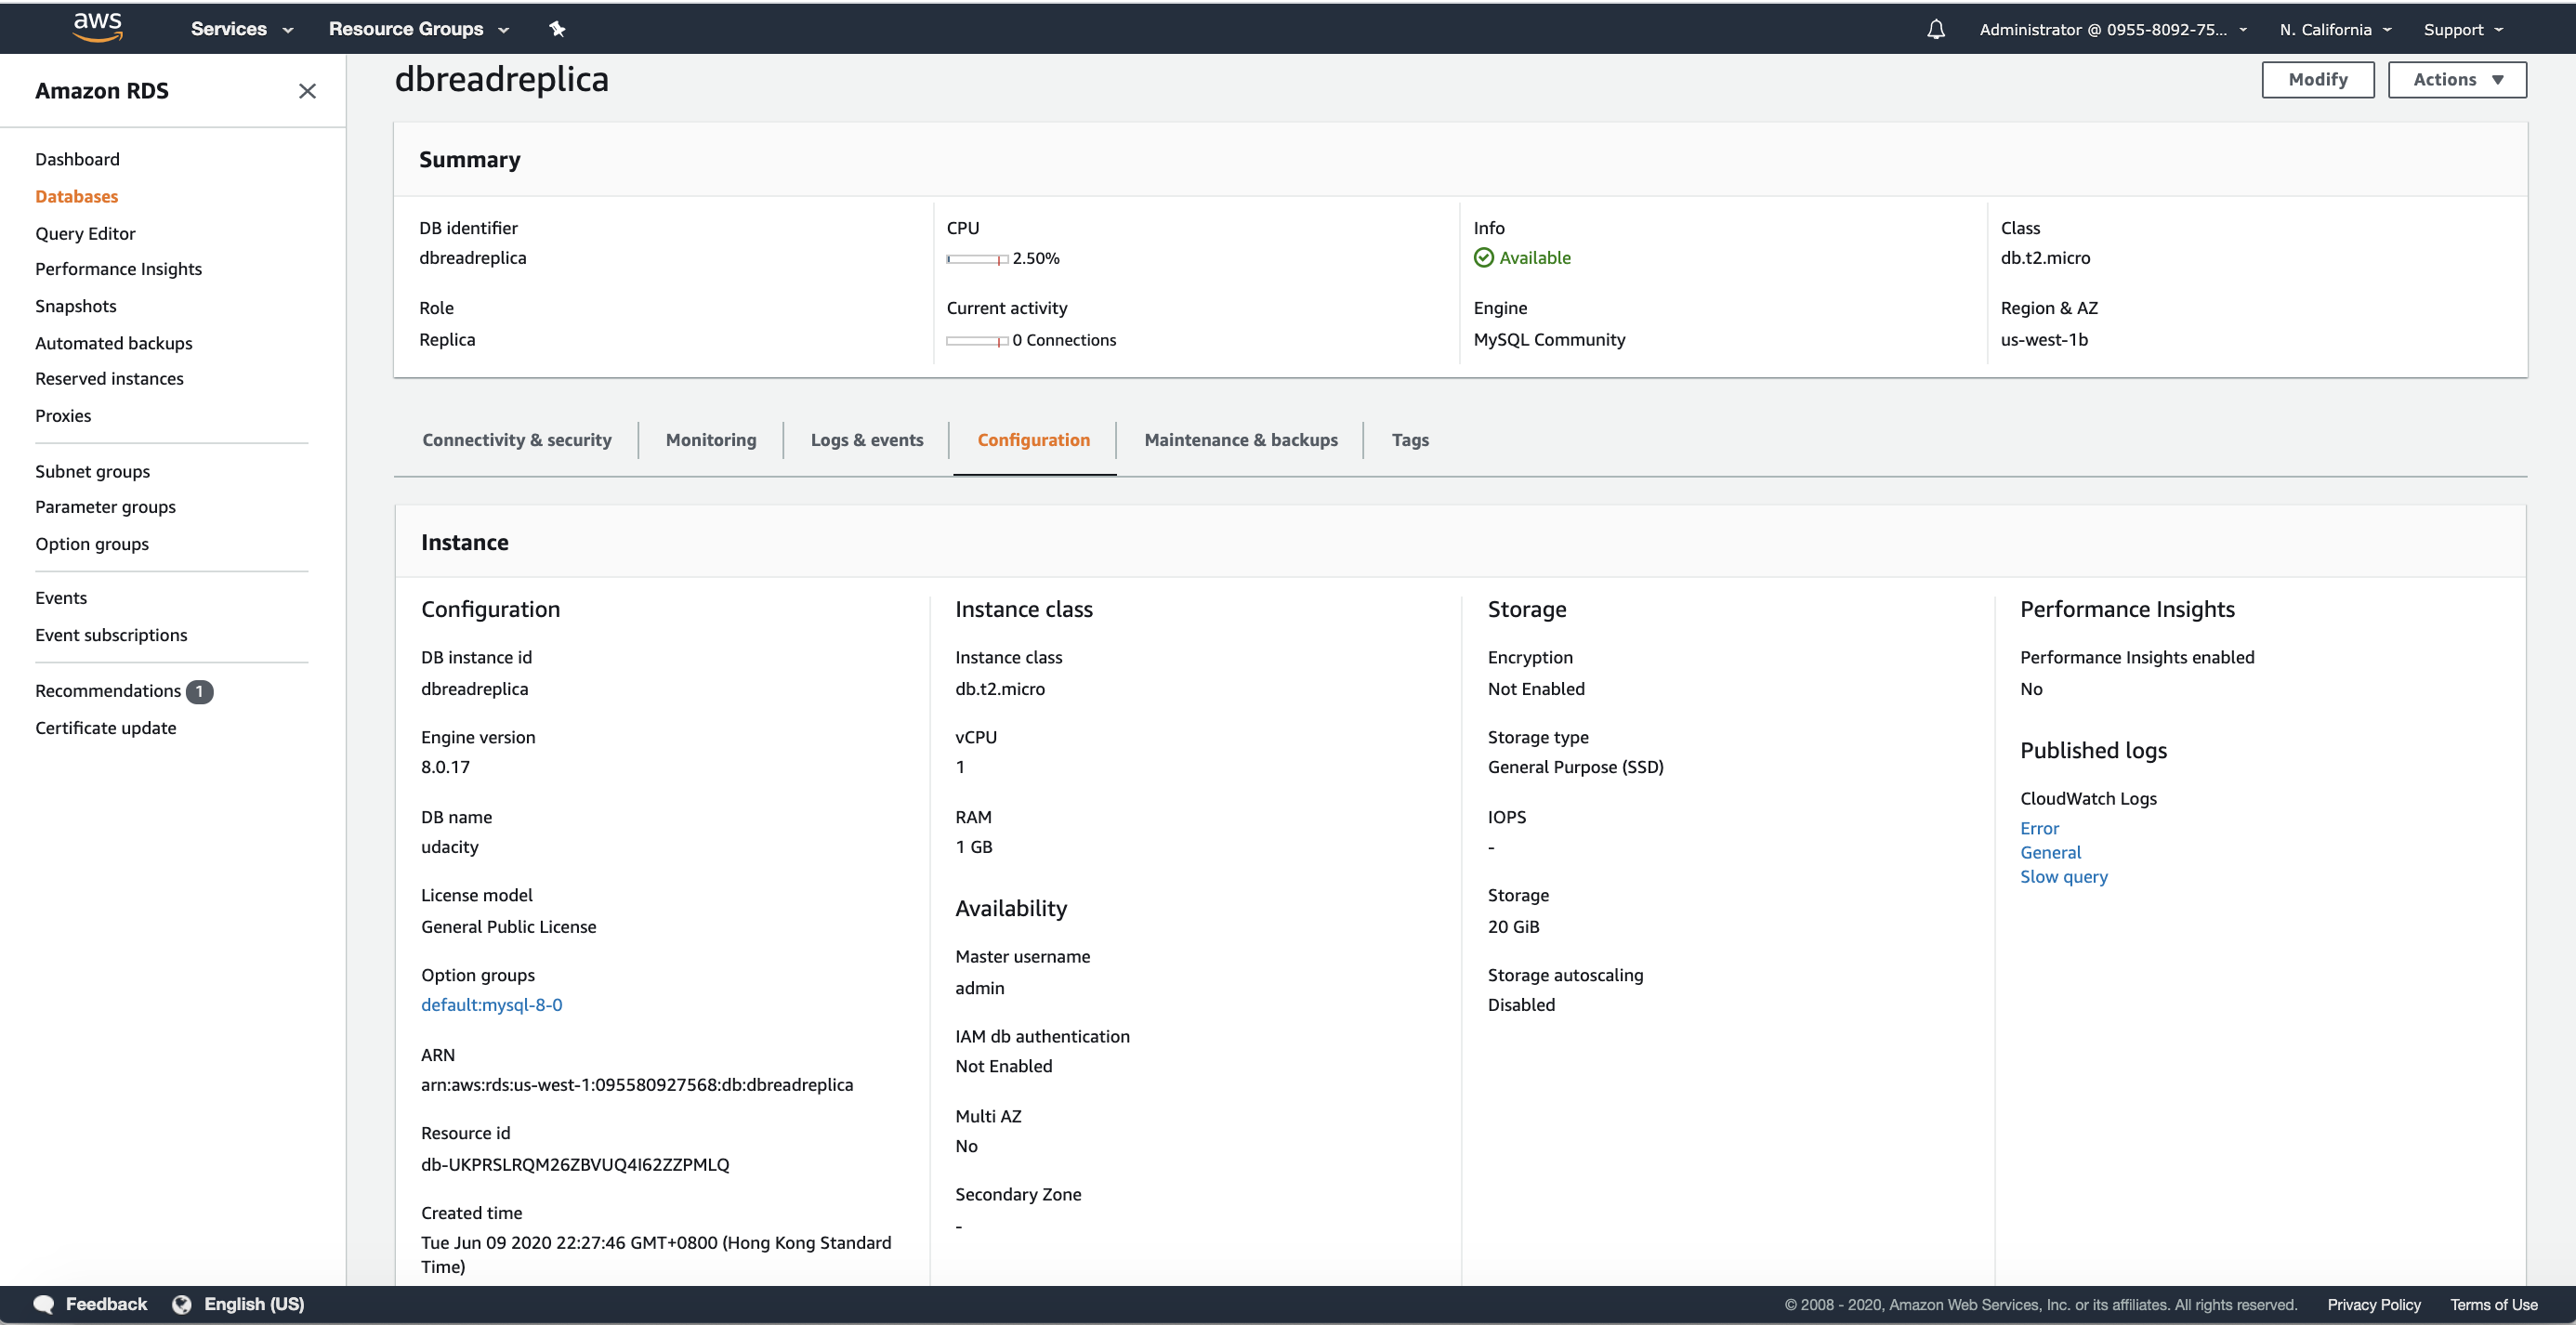 aws Services Resource Groups Administrator @ 0955-8092-75... N. California Support
Amazon RDS
Dashboard
Databases
Query Editor
Performance Insights
Snapshots
Automated backups
Reserved instances
Proxies
Subnet groups
Parameter groups
Option groups
Events
Event subscriptions
Recommendations 1
Certificate update
dbreadreplica
Modify
Actions
Summary
DB identifier
dbreadreplica
Role
Replica
CPU
2.50%
Current activity
0 Connections
Info
Available
Engine
MySQL Community
Class
db.t2.micro
Region & AZ
us-west-1b
Connectivity & security
Monitoring
Logs & events
Configuration
Maintenance & backups
Tags
Instance
Configuration
DB instance id
dbreadreplica
Engine version
8.0.17
DB name
udacity
License model
General Public License
Option groups
default:mysql-8-0
ARN
arn:aws:rds:us-west-1:095580927568:db:dbreadreplica
Resource id
db-UKPRSLRQM26ZBVUQ4I62ZZPMLQ
Created time
Tue Jun 09 2020 22:27:46 GMT+0800 (Hong Kong Standard
Time)
Instance class
Instance class
db.t2.micro
vCPU
1
RAM
1 GB
Availability
Master username
admin
IAM db authentication
Not Enabled
Multi AZ
No
Secondary Zone
-
Storage
Encryption
Not Enabled
Storage type
General Purpose (SSD)
IOPS
-
Storage
20 GiB
Storage autoscaling
Disabled
Performance Insights
Performance Insights enabled
No
Published logs
CloudWatch Logs
Error
General
Slow query
Feedback English (US) © 2008 - 2020, Amazon Web Services, Inc. or its affiliates. All rights reserved. Privacy Policy Terms of Use